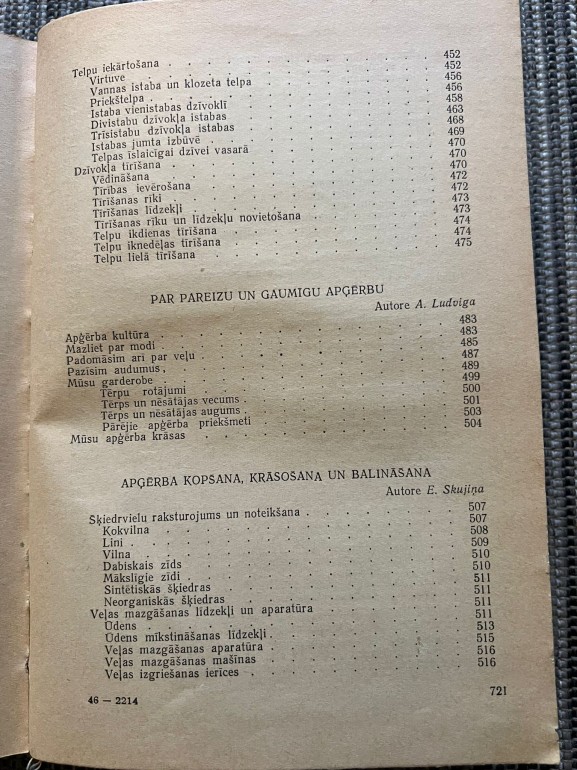 Telpu iekārtošana . . . 452
Virtuve . . . 452
Vannas istaba un klozeta telpa . . . 456
Priekštelpa . . . 456
Istaba vienistabas dzīvoklī . . . 458
Divistabu dzīvokļa istabas . . . 463
Trīsistabu dzīvokļa istabas . . . 468
Istabas jumta izbūvē . . . 469
Telpas īslaicīgai dzīvei vasarā . . . 470
Dzīvokļa tīrīšana . . . 470
Vēdināšana . . . 470
Tīrības ievērošana . . . 472
Tīrīšanas rīki . . . 472
Tīrīšanas līdzekļi . . . 473
Tīrīšanas rīku un līdzekļu novietošana . . . 473
Telpu ikdienas tīrīšana . . . 474
Telpu iknedēļas tīrīšana . . . 474
Telpu lielā tīrīšana . . . 475
PAR PAREIZU UN GAUMIGU APĢĒRBU
Autore A. Ludviga
Apģērba kultūra . . . 483
Mazliet par modi . . . 483
Padomāsim arī par veļu . . . 485
Pazīsim audumus . . . 487
Mūsu garderobe . . . 489
Tērpu rotājumi . . . 499
Tērps un nēsātājas vecums . . . 500
Tērps un nēsātājas augums . . . 501
Pārējie apģērba priekšmeti . . . 503
Mūsu apģērba krāsas . . . 504
APĢĒRBA KOPŠANA, KRĀSOŠANA UN BALINĀŠANA
Autore E. Skujiņa
Šķiedrvielu raksturojums un noteikšana . . . 507
Kokvilna . . . 507
Lini . . . 508
Vilna . . . 509
Dabiskais zīds . . . 510
Mākslīgie zīdi . . . 510
Sintētiskās šķiedras . . . 511
Neorganiskās šķiedras . . . 511
Veļas mazgāšanas līdzekļi un aparatūra . . . 511
Ūdens . . . 511
Ūdens mīkstināšanas līdzekļi . . . 513
Veļas mazgāšanas aparatūra . . . 515
Veļas mazgāšanas mašīnas . . . 516
Veļas izgriešanas ierīces . . . 516
46 — 2214
721